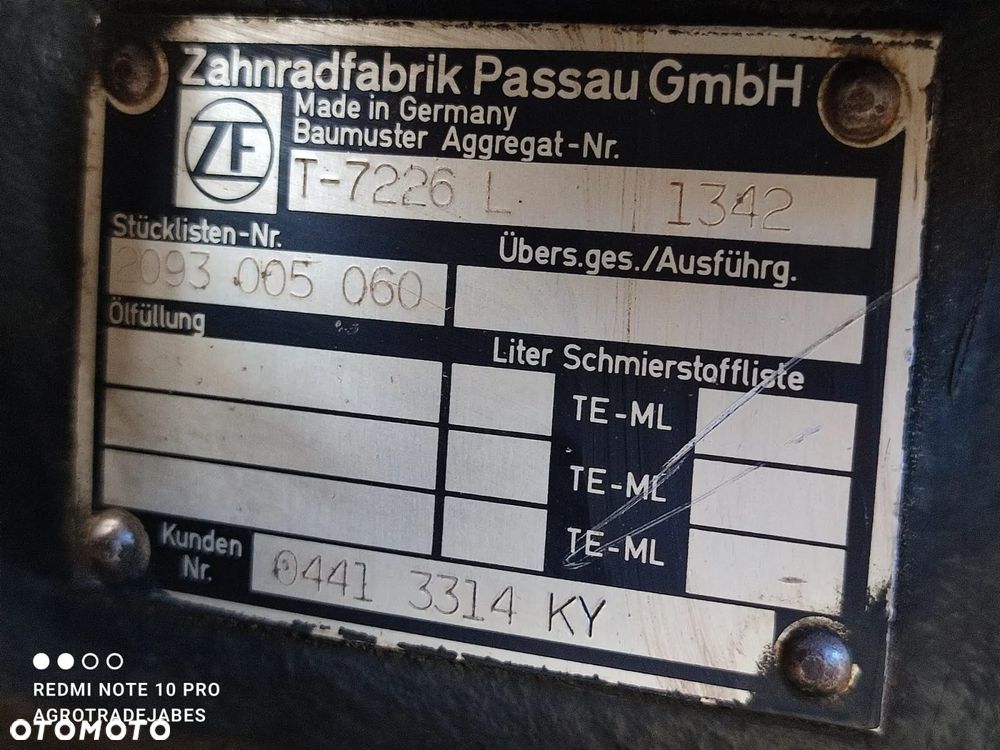 Zahnradfabrik Passau GmbH
ZF
Made in Germany
Baumuster Aggregat-Nr.
T-7226 L 1342
Stücklisten-Nr.
2093 005 060
Übers.ges./Ausführg.
Ölfüllung
Liter Schmierstoffliste
TE-ML
TE-ML
TE-ML
Kunden
Nr.
0441 3314 KY
REDMI NOTE 10 PRO
AGROTRADEJABES
OTOMOTO